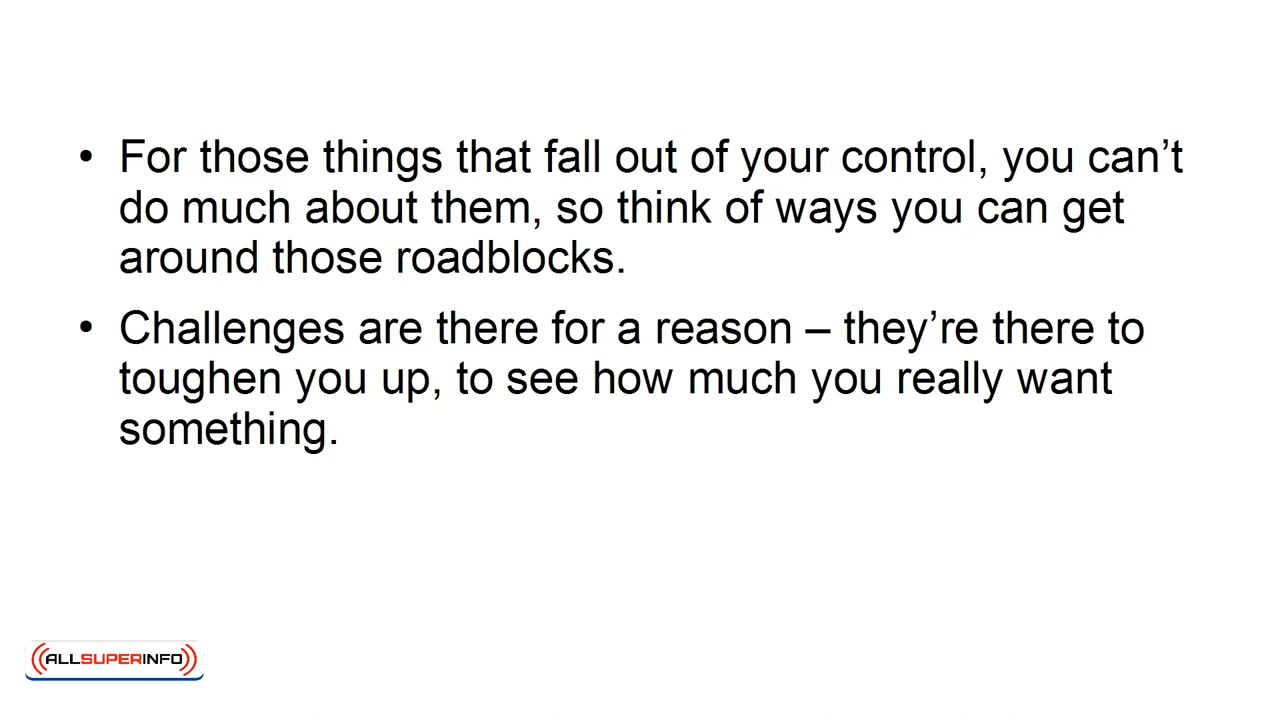 • For those things that fall out of your control, you can’t
do much about them, so think of ways you can get
around those roadblocks.
• Challenges are there for a reason – they’re there to
toughen you up, to see how much you really want
something.
ALLSUPERINFO